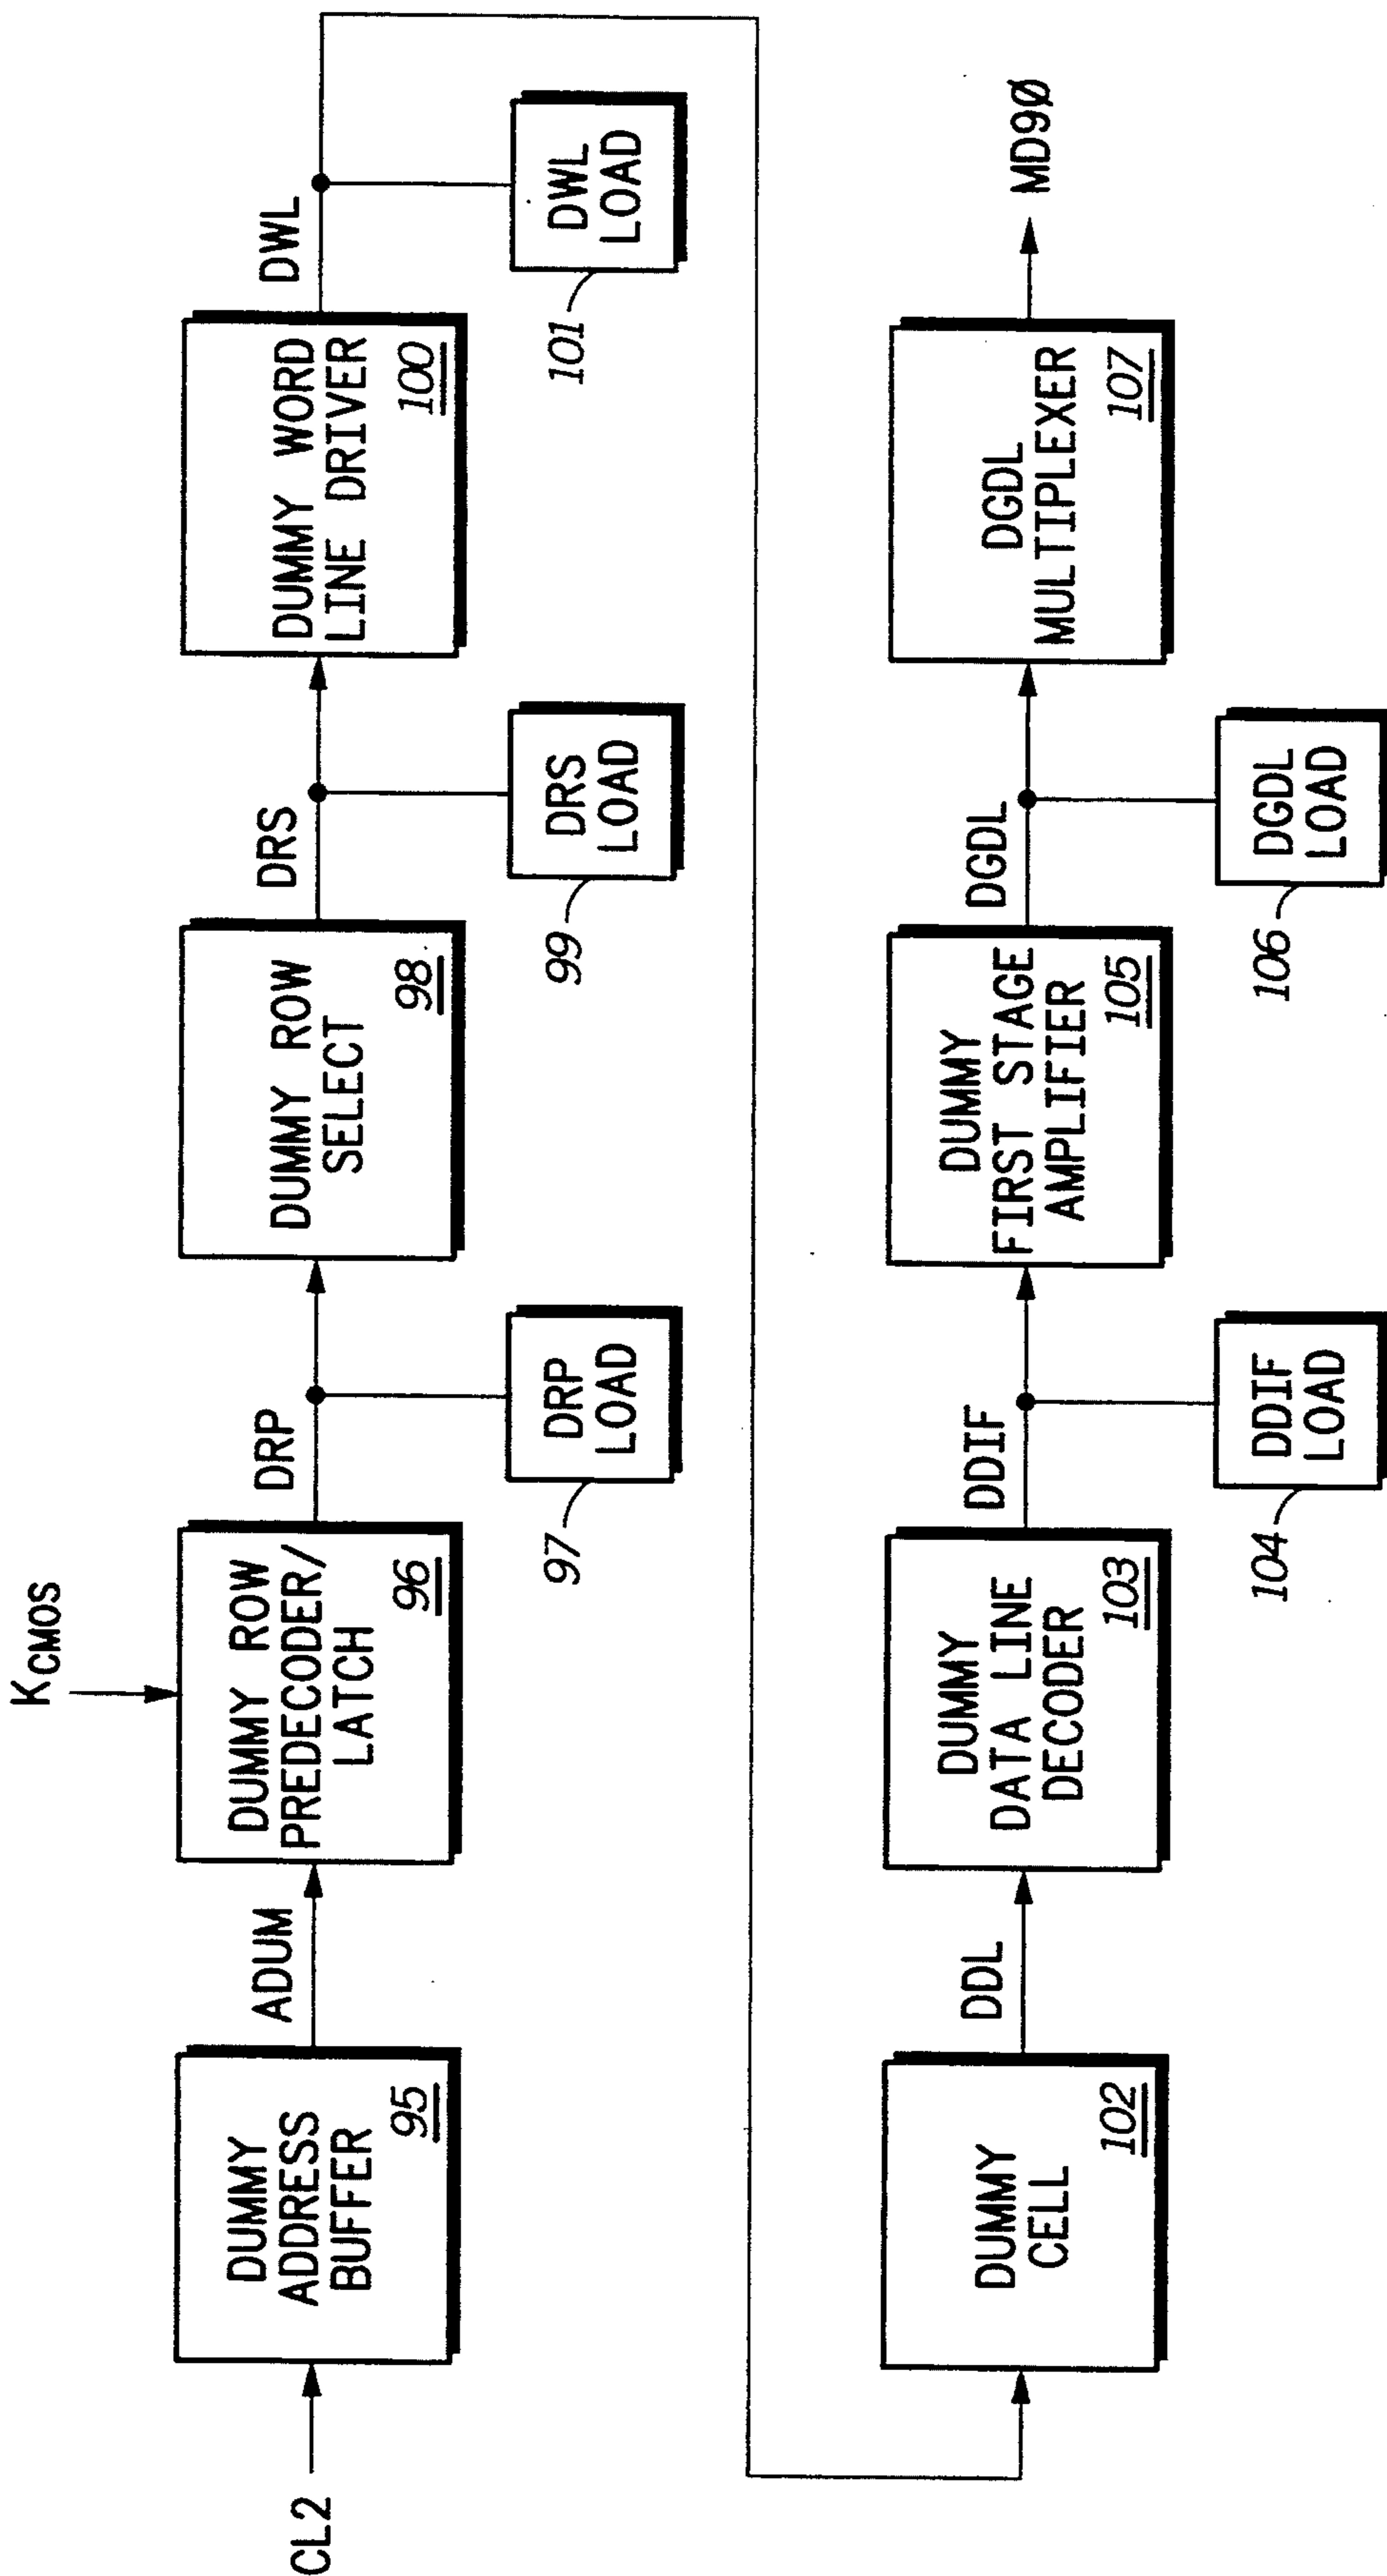 CL2
DUMMY
ADDRESS
BUFFER
95
ADUM
KCMOS
DUMMY ROW
PREDECODER/
LATCH
96
DRP
DRP
LOAD
97
DUMMY ROW
SELECT
98
DRS
DRS
LOAD
99
DUMMY WORD
LINE DRIVER
100
DWL
DWL
LOAD
101
DUMMY
CELL
102
DDL
DUMMY
DATA LINE
DECODER
103
DDIF
DDIF
LOAD
104
DUMMY
FIRST STAGE
AMPLIFIER
105
DGDL
DGDL
LOAD
106
DGDL
MULTIPLEXER
107
MD90